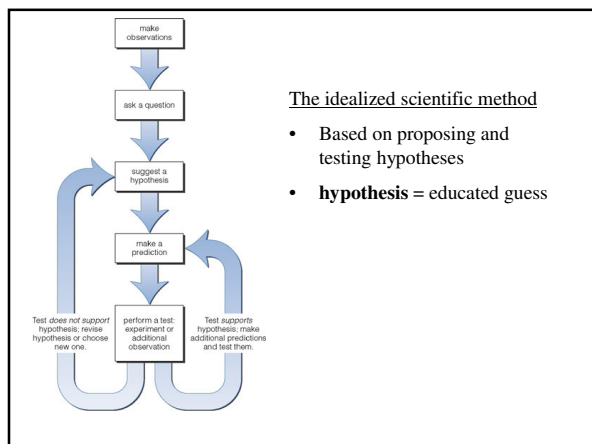 make
observations
ask a question
suggest a
hypothesis
make a
prediction
perform a test:
experiment or
additional
observation
Test does not support
hypothesis; revise
hypothesis or choose
new one.
Test supports
hypothesis; make
additional predictions
and test them.
The idealized scientific method
• Based on proposing and
testing hypotheses
• hypothesis = educated guess